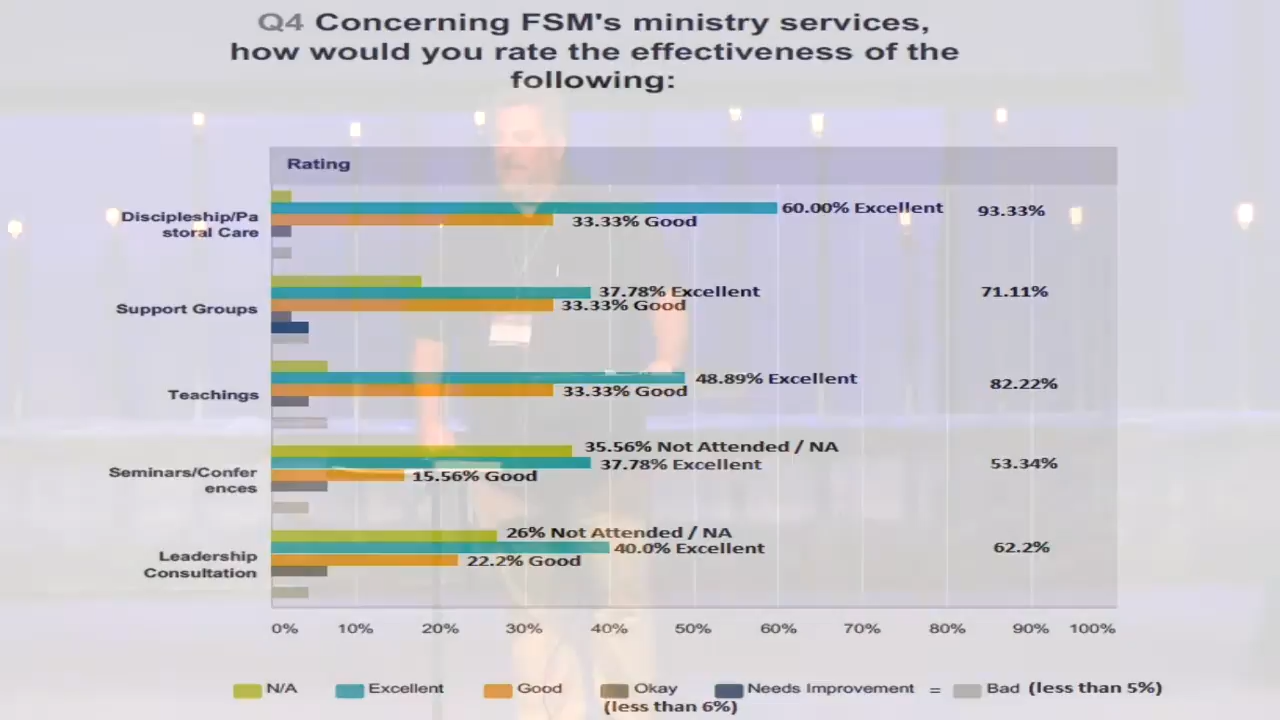 Q4 Concerning FSM's ministry services,
how would you rate the effectiveness of the
following:
Rating
Discipleship/Pa
storal Care
60.00% Excellent
33.33% Good
93.33%
Support Groups
37.78% Excellent
33.33% Good
71.11%
Teachings
48.89% Excellent
33.33% Good
82.22%
Seminars/Confer
ences
35.56% Not Attended / NA
37.78% Excellent
15.56% Good
53.34%
Leadership
Consultation
26% Not Attended / NA
40.0% Excellent
22.2% Good
62.2%
0% 10% 20% 30% 40% 50% 60% 70% 80% 90% 100%
N/A Excellent Good Okay Needs Improvement = Bad (less than 5%)
(less than 6%)